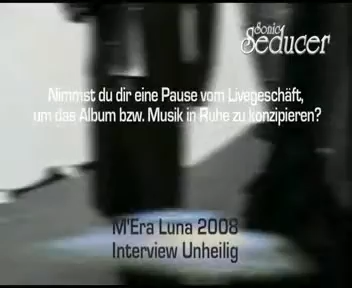 Sonic
Seducer
Nimmst du dir eine Pause vom Livegeschäft,
um das Album bzw. Musik in Ruhe zu konzipieren?
M'Era Luna 2008
Interview Unheilig